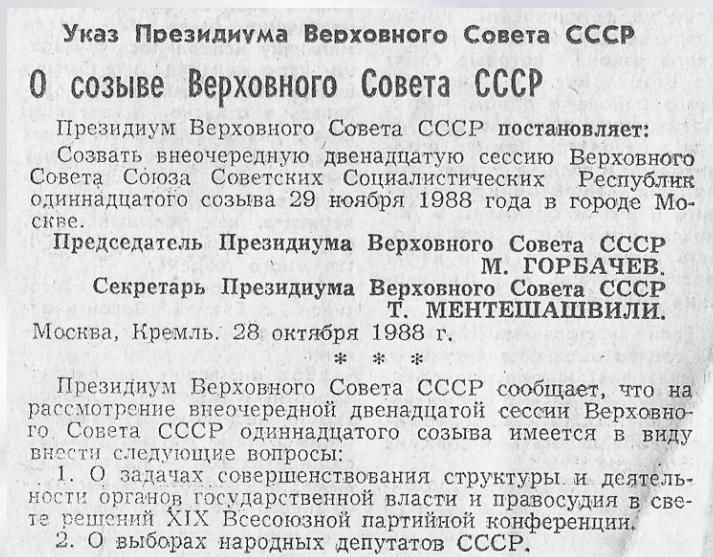 Указ Президиума Верховного Совета СССР
О созыве Верховного Совета СССР
Президиум Верховного Совета СССР постановляет:
Созвать внеочередную двенадцатую сессию Верховного
Совета Союза Советских Социалистических Республик
одиннадцатого созыва 29 ноября 1988 года в городе Мо-
скве.
Председатель Президиума Верховного Совета СССР
М. ГОРБАЧЕВ.
Секретарь Президиума Верховного Совета СССР
Т. МЕНТЕШАШВИЛИ.
Москва, Кремль. 28 октября 1988 г.
* * *
Президиум Верховного Совета СССР сообщает, что на
рассмотрение внеочередной двенадцатой сессии Верховно-
го Совета СССР одиннадцатого созыва имеется в виду
внести следующие вопросы:
1. О задачах совершенствования структуры и деятель-
ности органов государственной власти и правосудия в све-
те решений XIX Всесоюзной партийной конференции.
2. О выборах народных депутатов СССР.